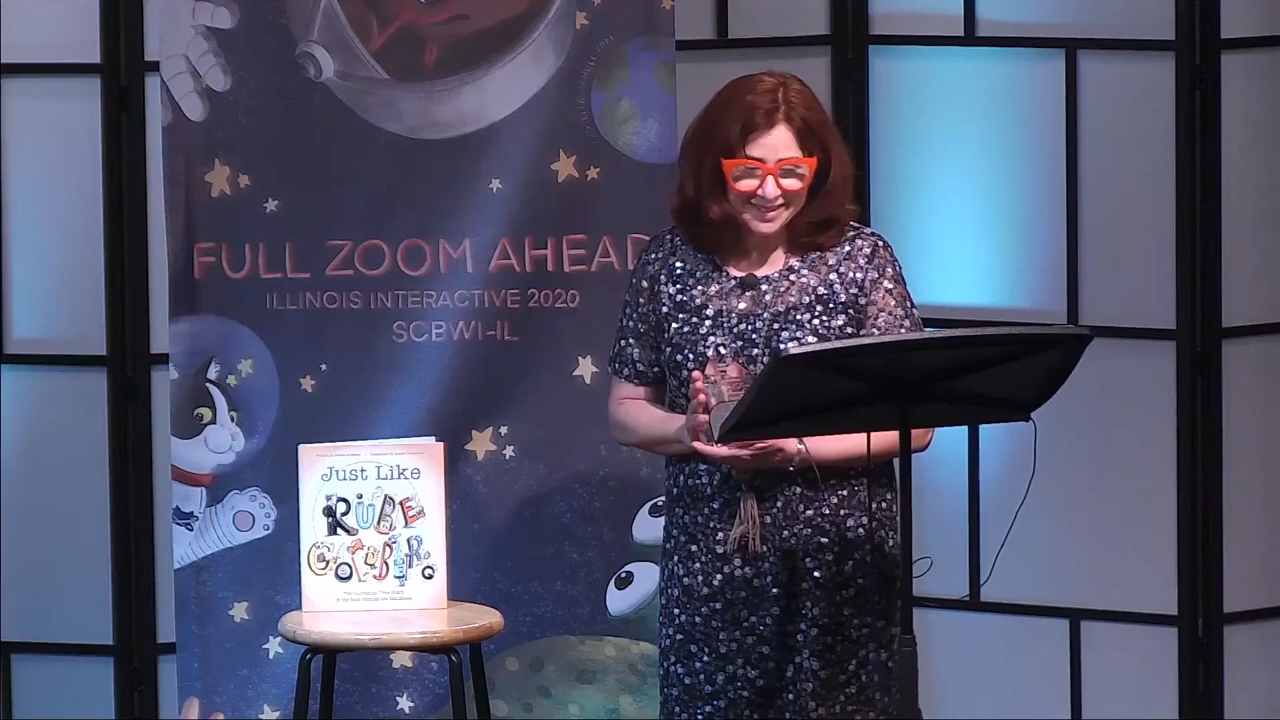 FULL ZOOM AHEAD
ILLINOIS INTERACTIVE 2020
SCBWI-IL
Just Like
RUBE
GOLDBERG